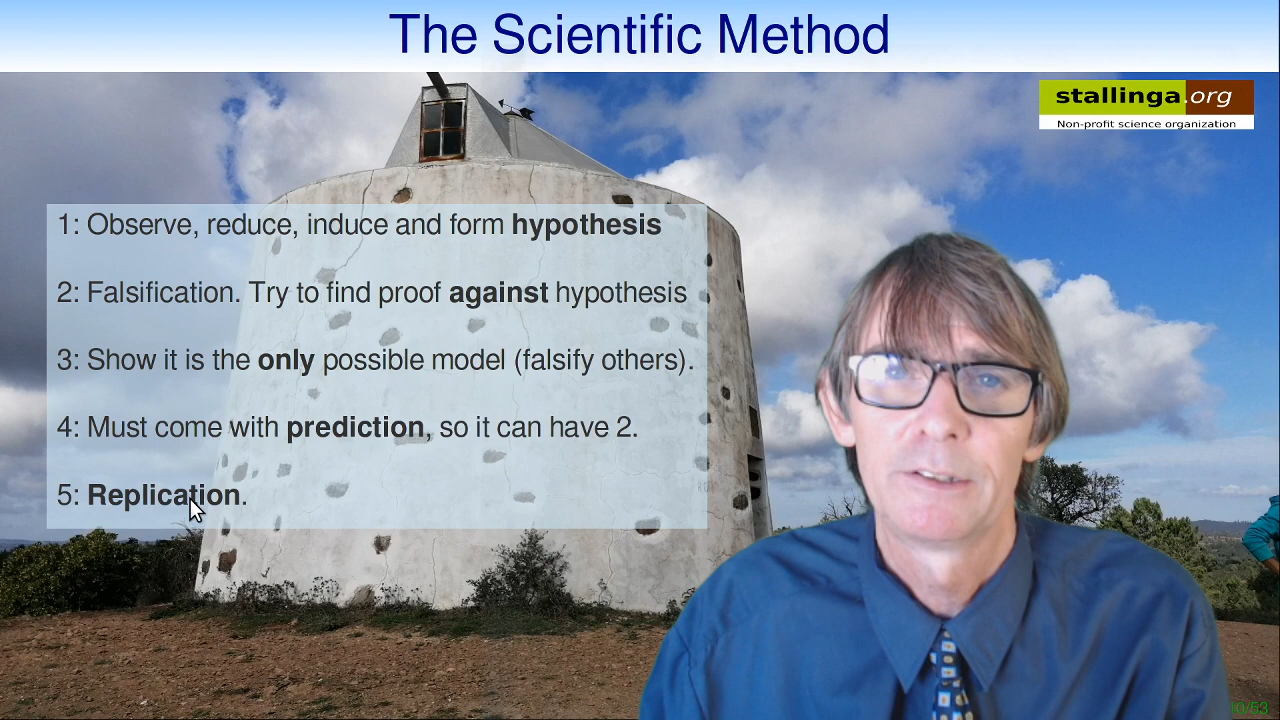 The Scientific Method
stallinga.org
Non-profit science organization
1: Observe, reduce, induce and form hypothesis
2: Falsification. Try to find proof against hypothesis
3: Show it is the only possible model (falsify others).
4: Must come with prediction, so it can have 2.
5: Replication.
10/53